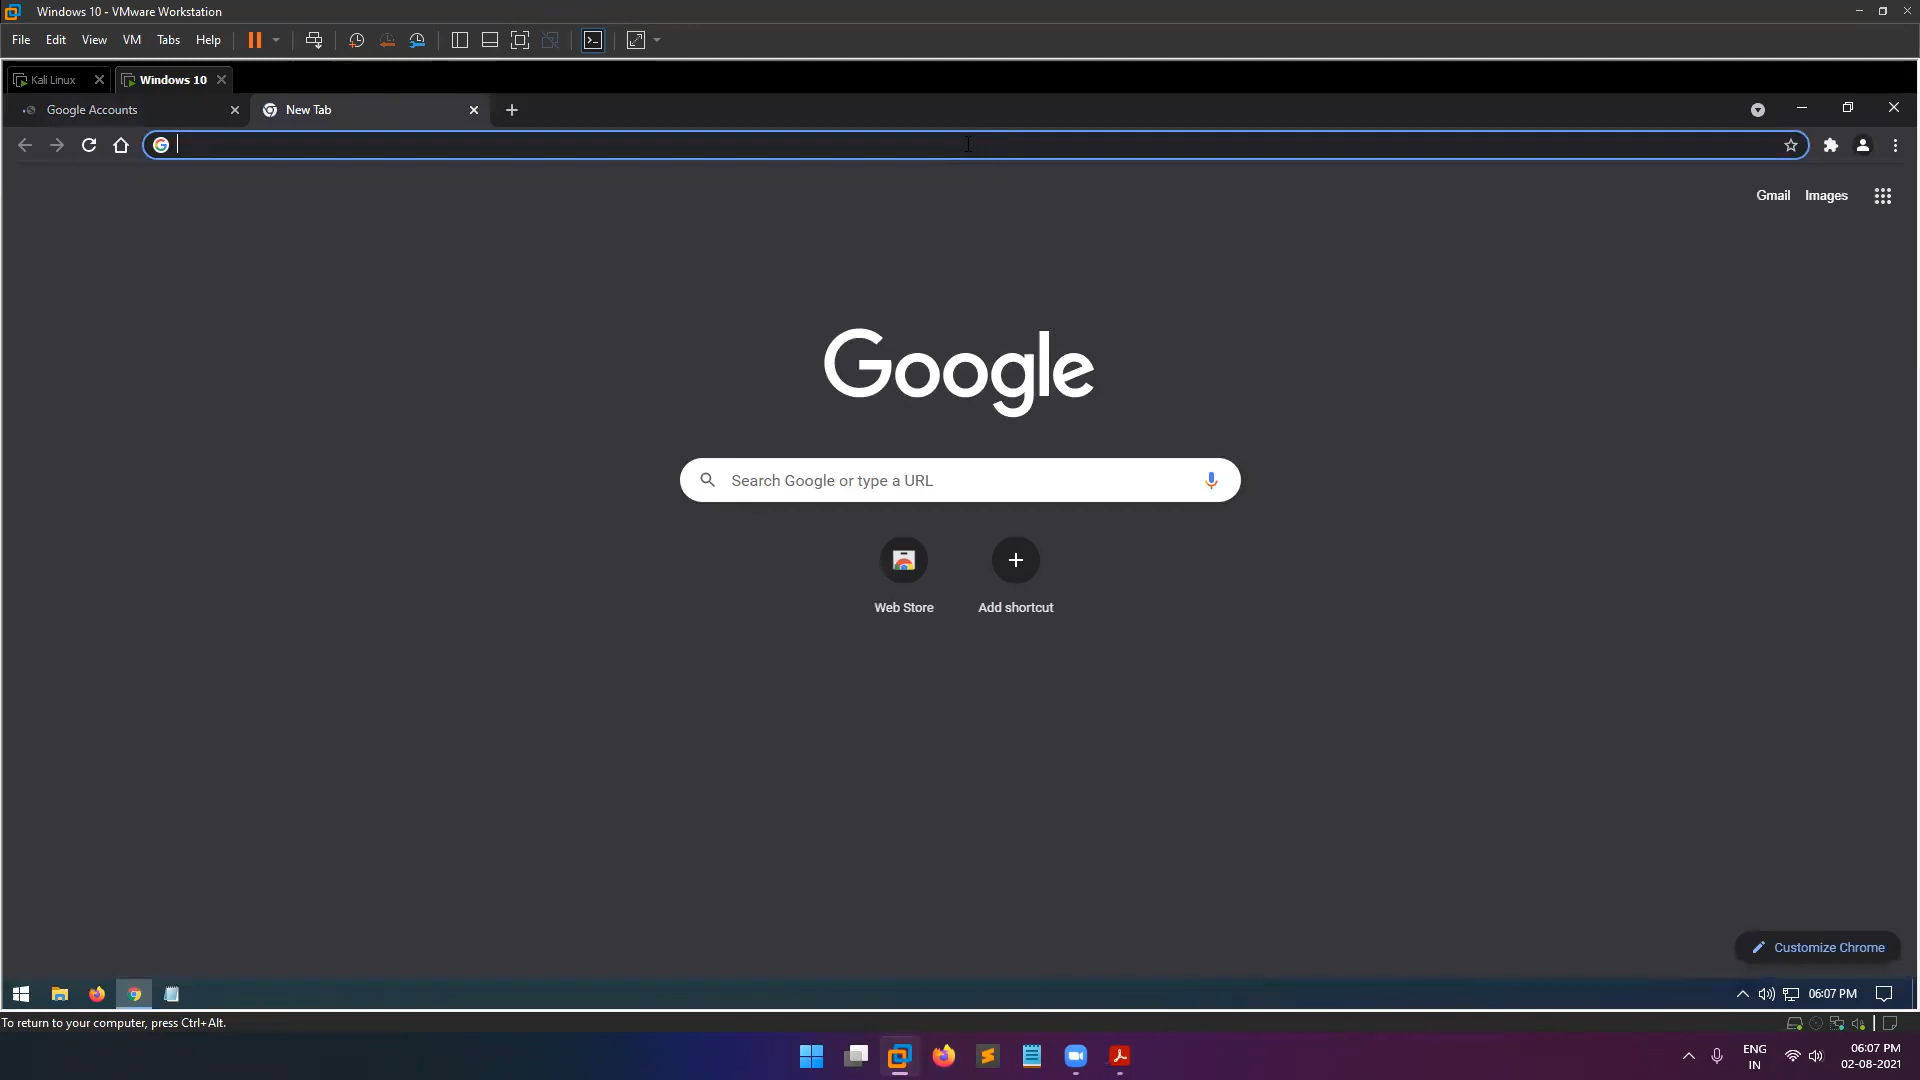 Windows 10 - VMware Workstation
File Edit View VM Tabs Help
Kali Linux Windows 10
Google Accounts New Tab
Gmail Images
Google
Search Google or type a URL
Web Store Add shortcut
Customize Chrome
06:07 PM
To return to your computer, press Ctrl+Alt.
ENG
IN
06:07 PM
02-08-2021